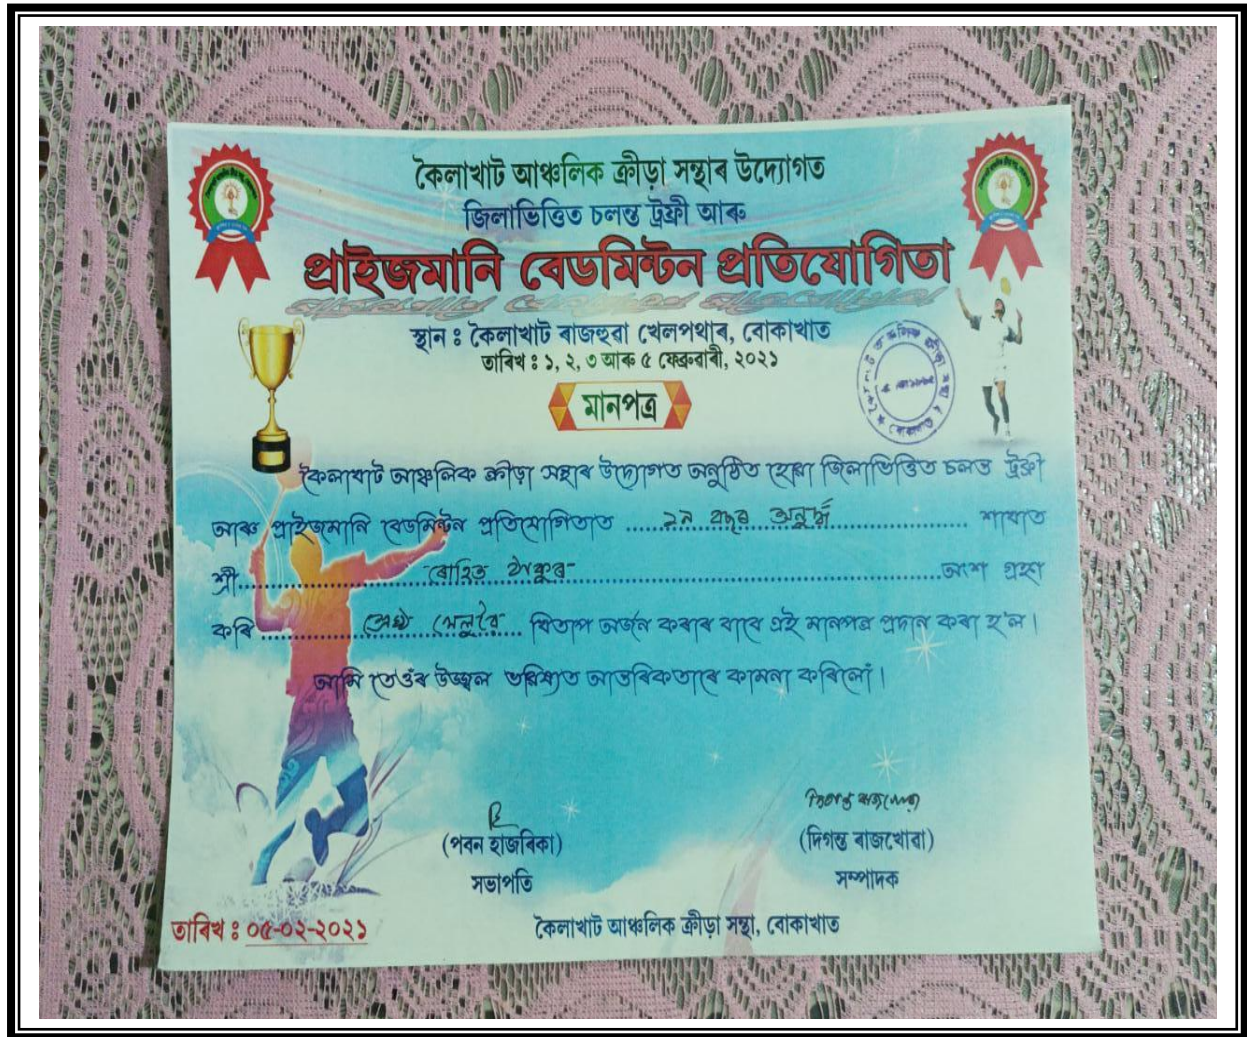 কৈলাখাট আঞ্চলিক ক্ৰীড়া সন্থাৰ উদ্যোগত
জিলাভিত্তিত চলন্ত ট্ৰফী আৰু
প্ৰাইজমানি বেডমিন্টন প্ৰতিযোগিতা
স্থান ঃ কৈলাখাট ৰাজহুৱা খেলপথাৰ, বোকাখাত
তাৰিখ ঃ ১, ২, ৩ আৰু ৫ ফেব্ৰুৱাৰী, ২০২১
মানপত্ৰ
কৈলাখাট আঞ্চলিক ক্ৰীড়া সন্থাৰ উদ্যোগত অনুষ্ঠিত হোৱা জিলাভিত্তিত চলন্ত ট্ৰফী
আৰু প্ৰাইজমানি বেডমিন্টন প্ৰতিযোগিতাত বছৰ অনুৰ্দ্ধ শাখাত
শ্ৰী ৰোহিত ঠাকুৰ অংশ গ্ৰহণ
কৰি শ্ৰেষ্ঠ খেলুৱৈ খিতাপ অৰ্জন কৰাৰ বাবে এই মানপত্ৰ প্ৰদান কৰা হ'ল।
আমি তেওঁৰ উজ্জ্বল ভৱিষ্যত আন্তৰিকতাৰে কামনা কৰিলোঁ।
দিগন্ত ৰাজখোৱা
(পবন হাজৰিকা)
সভাপতি
(দিগন্ত ৰাজখোৱা)
সম্পাদক
তাৰিখ ঃ ০৫-০২-২০২১
কৈলাখাট আঞ্চলিক ক্ৰীড়া সন্থা, বোকাখাত